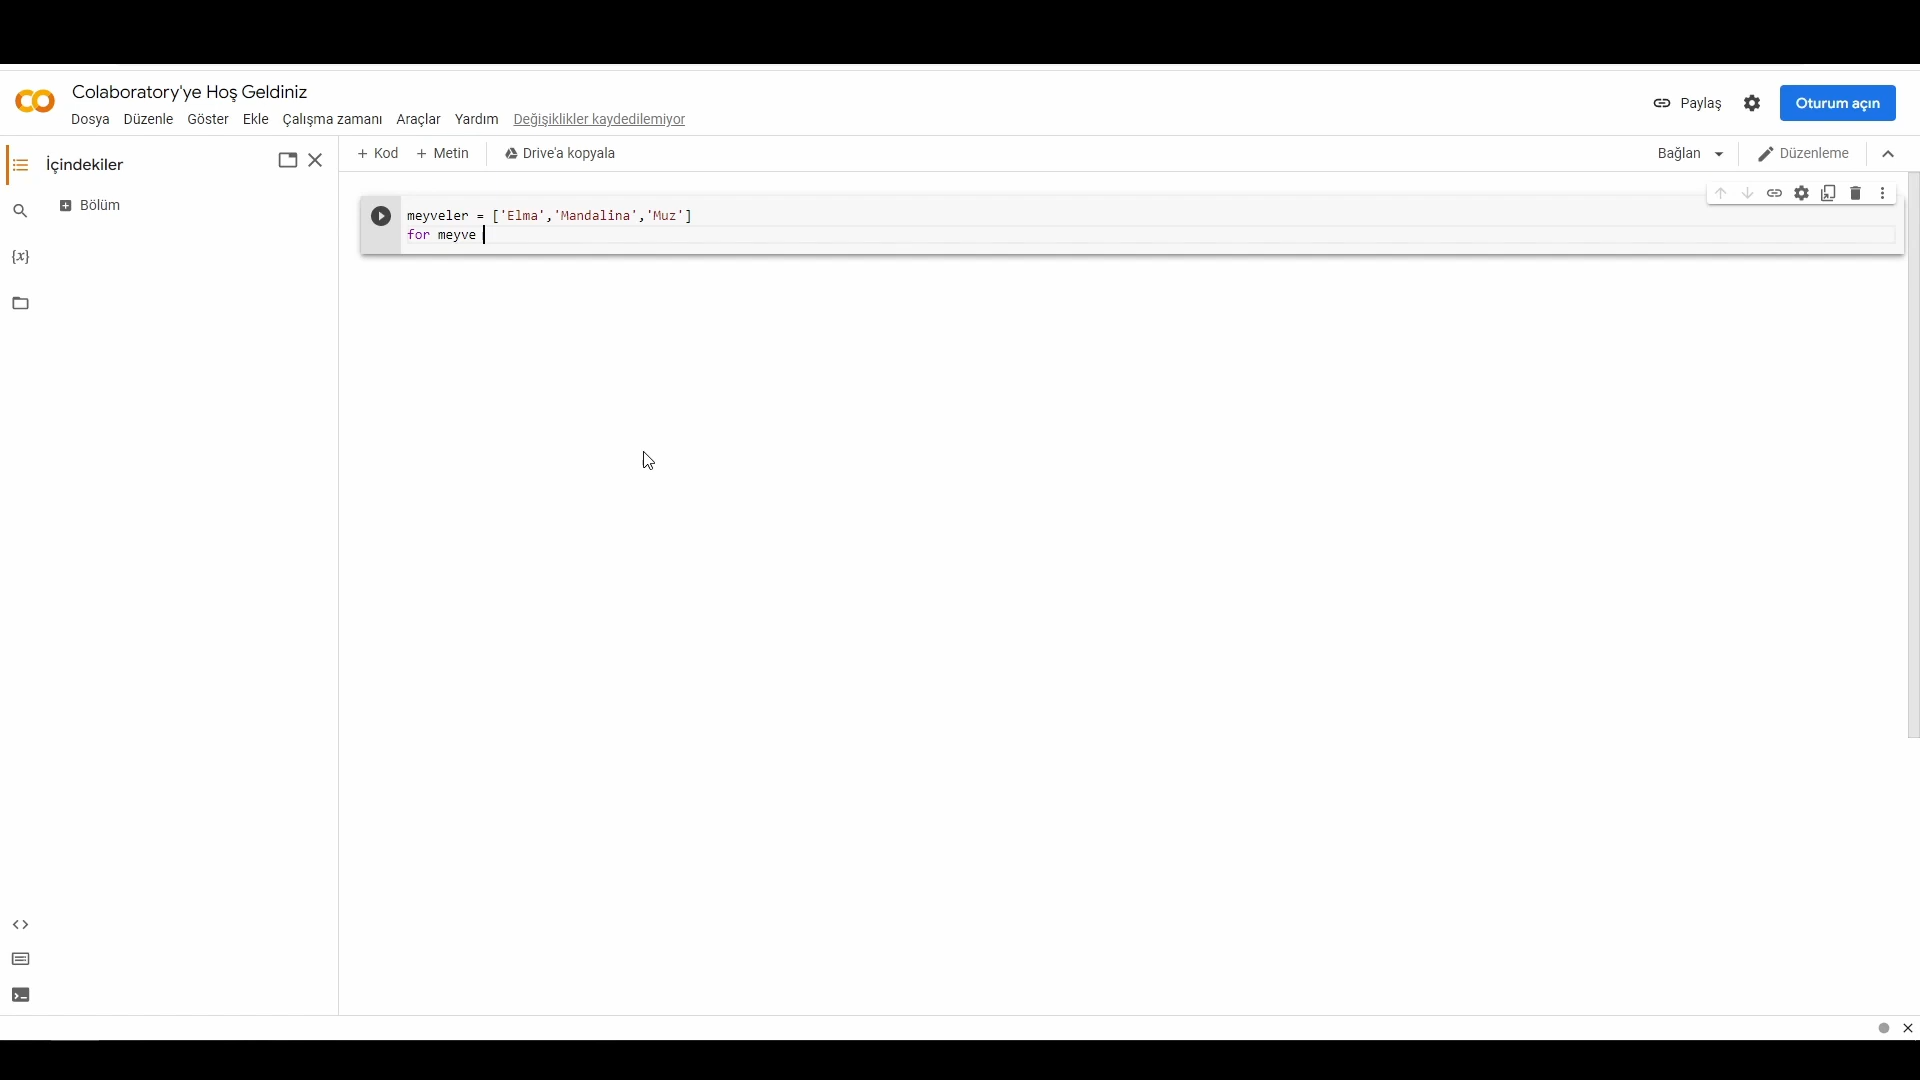 Colaboratory'ye Hoş Geldiniz
Dosya Düzenle Göster Ekle Çalışma zamanı Araçlar Yardım Değişiklikler kaydedilemiyor
Paylaş
Oturum açın
İçindekiler
+ Kod + Metin Drive'a kopyala
Bağlan Düzenleme
Bölüm
{x}
meyveler = ['Elma','Mandalina','Muz']
for meyve